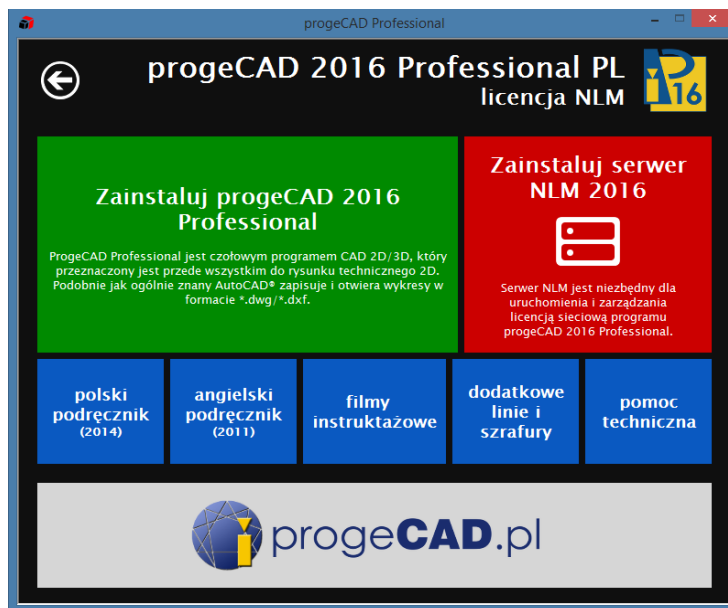 progeCAD Professional
progeCAD 2016 Professional PL
licencja NLM
iP16
Zainstaluj progeCAD 2016
Professional
ProgeCAD Professional jest czołowym programem CAD 2D/3D, który
przeznaczony jest przede wszystkim do rysunku technicznego 2D.
Podobnie jak ogólnie znany AutoCAD® zapisuje i otwiera wykresy w
formacie *.dwg/*.dxf.
Zainstaluj serwer
NLM 2016
Serwer NLM jest niezbędny dla
uruchomienia i zarządzania
licencją sieciową programu
progeCAD 2016 Professional.
polski
podręcznik
(2014)
angielski
podręcznik
(2011)
filmy
instruktażowe
dodatkowe
linie i
szrafury
pomoc
techniczna
progeCAD.pl